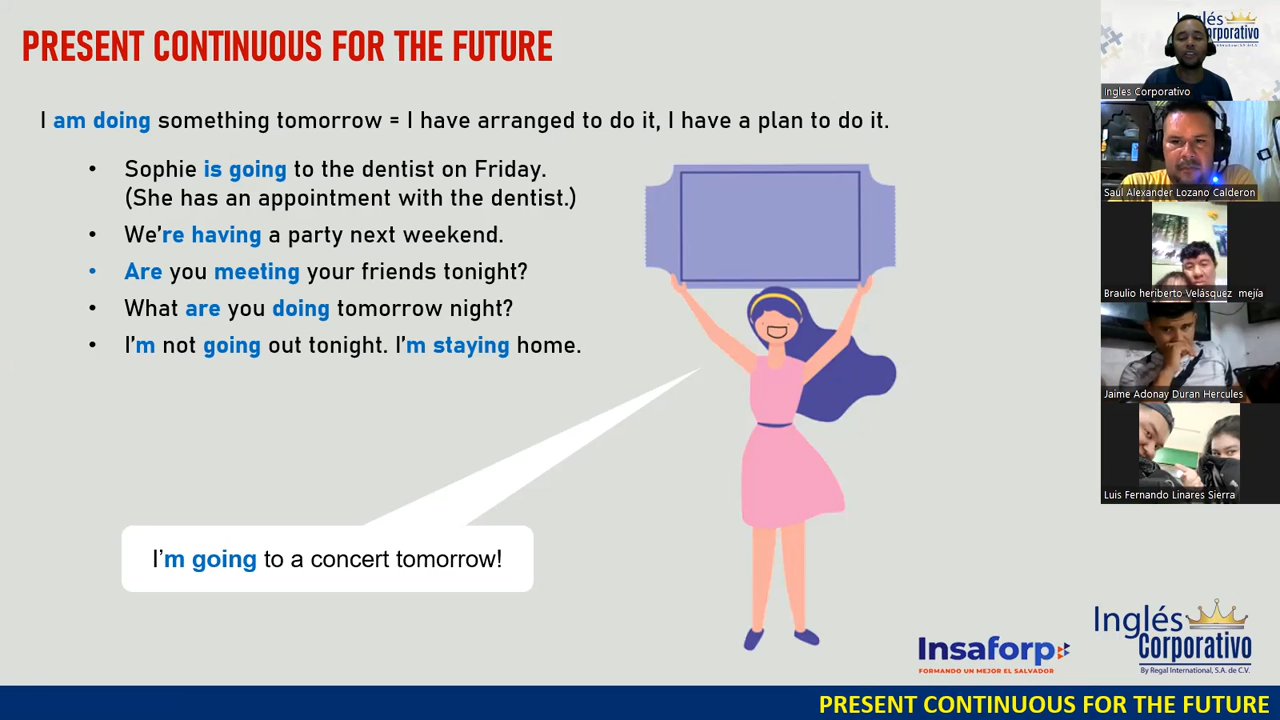 PRESENT CONTINUOUS FOR THE FUTURE
I am doing something tomorrow = I have arranged to do it, I have a plan to do it.
• Sophie is going to the dentist on Friday.
(She has an appointment with the dentist.)
• We're having a party next weekend.
• Are you meeting your friends tonight?
• What are you doing tomorrow night?
• I'm not going out tonight. I'm staying home.
I'm going to a concert tomorrow!
Inglés
Corporativo
Ingles Corporativo
Saul Alexander Lozano Calderon
Braulio heriberto Velásquez mejía
Jaime Adonay Duran Hercules
Luis Fernando Linares Sierra
Insaforp
FORMANDO UN MEJOR EL SALVADOR
Inglés
Corporativo
By Regal International, S.A. de C.V.
PRESENT CONTINUOUS FOR THE FUTURE